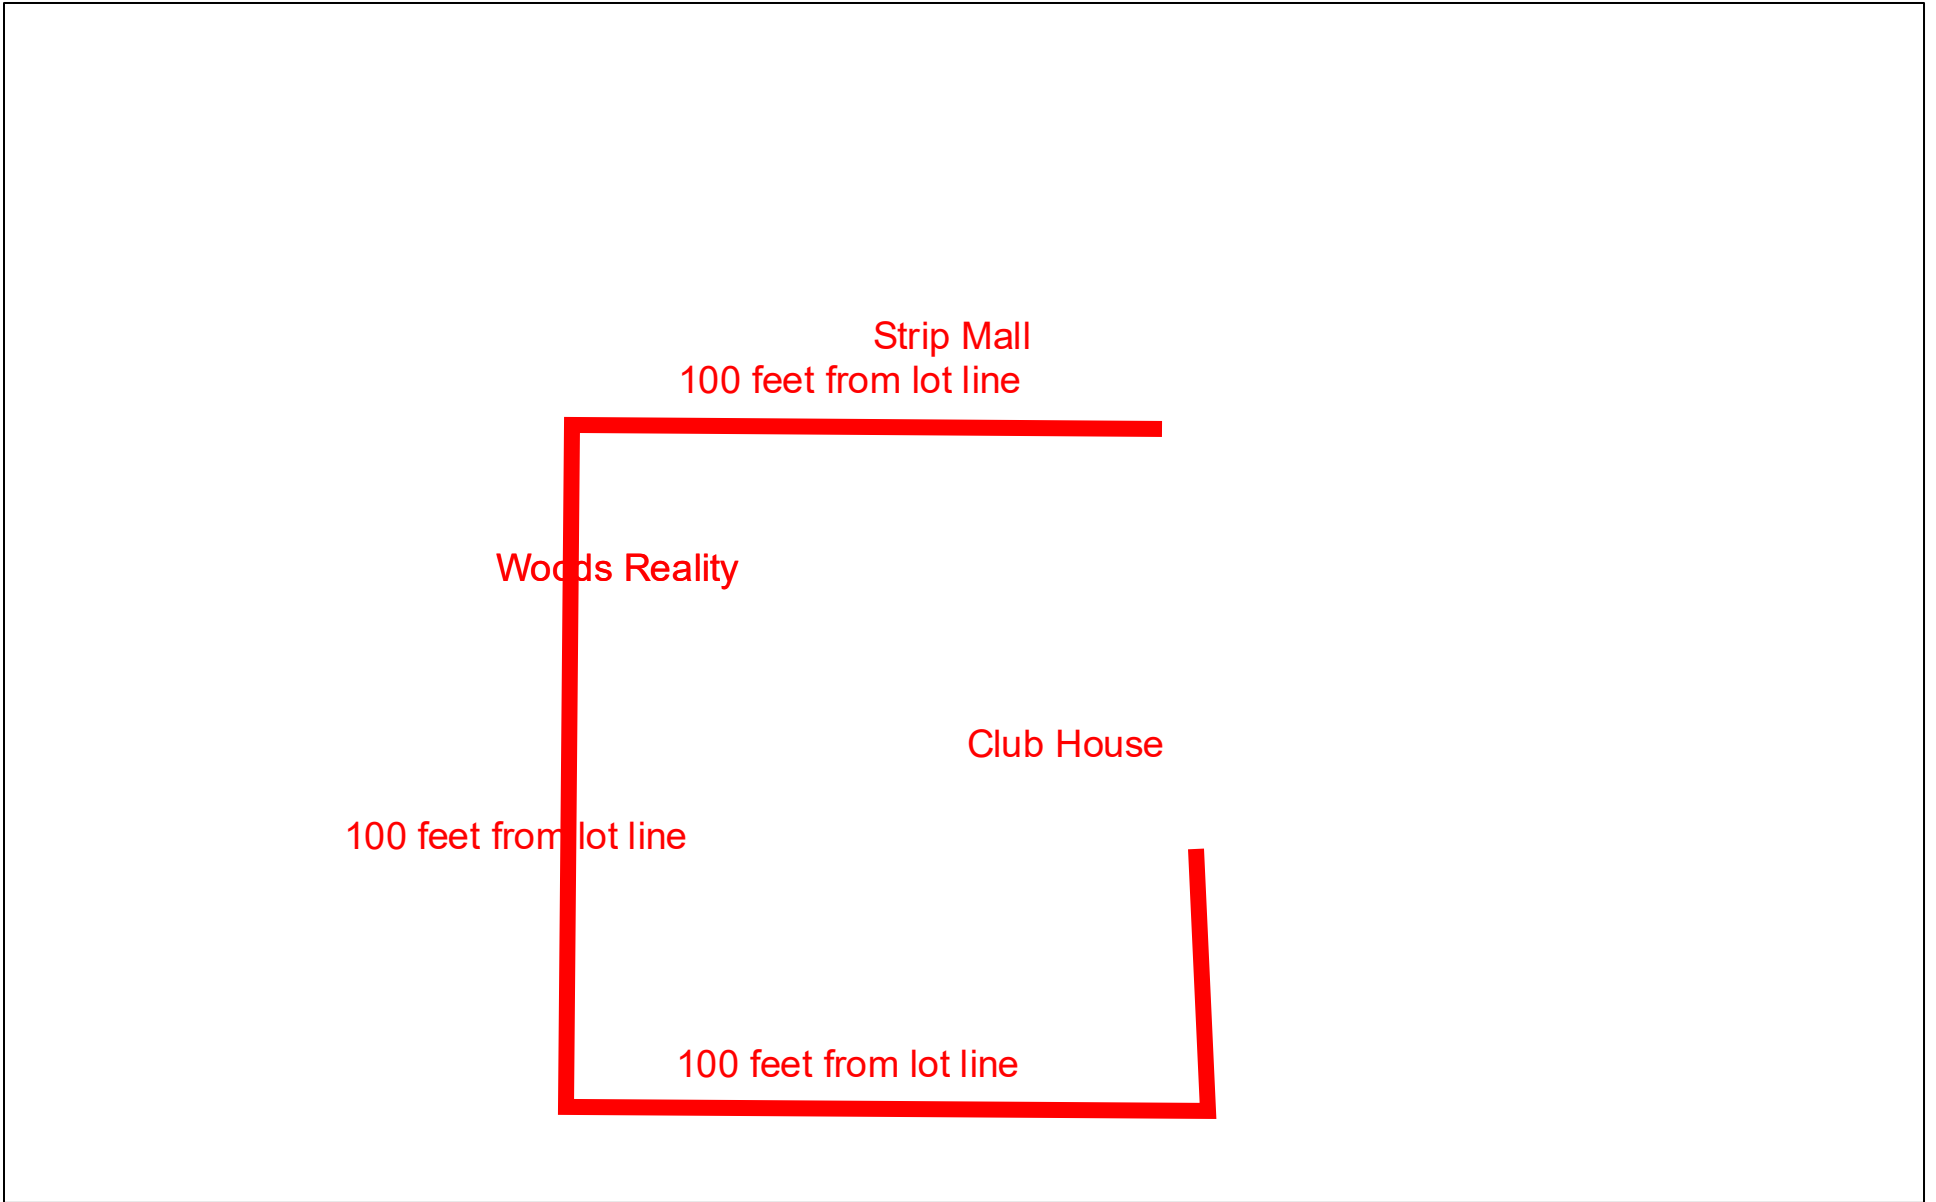 Strip Mall
100 feet from lot line
Woods Reality
Club House
100 feet from lot line
100 feet from lot line